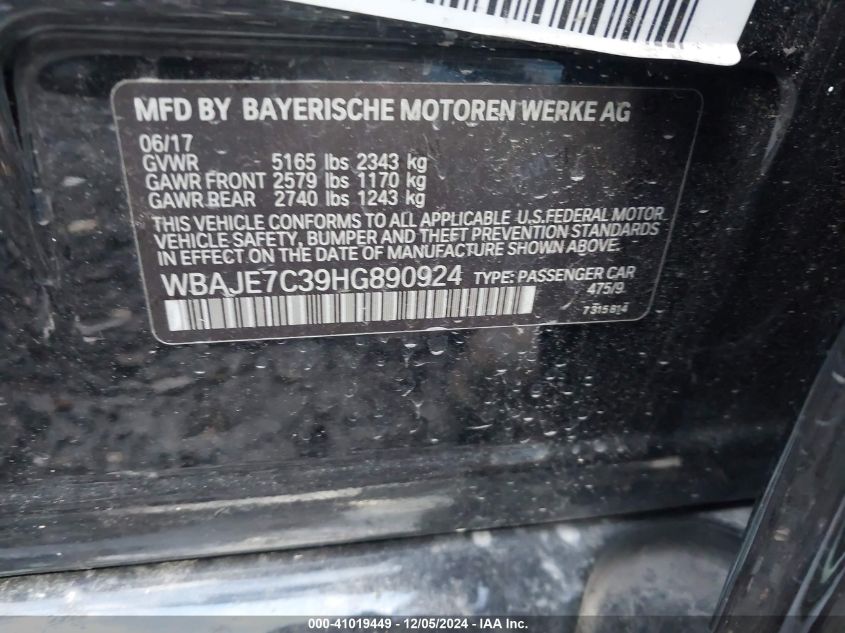 MFD BY BAYERISCHE MOTOREN WERKE AG
06/17
GVWR 5165 lbs 2343 kg
GAWR FRONT 2579 lbs 1170 kg
GAWR REAR 2740 lbs 1243 kg
THIS VEHICLE CONFORMS TO ALL APPLICABLE U.S.FEDERAL MOTOR
VEHICLE SAFETY, BUMPER AND THEFT PREVENTION STANDARDS
IN EFFECT ON THE DATE OF MANUFACTURE SHOWN ABOVE.
WBAJE7C39HG890924 TYPE: PASSENGER CAR
475/9
7315814
000-41019449 - 12/05/2024 - IAA Inc.